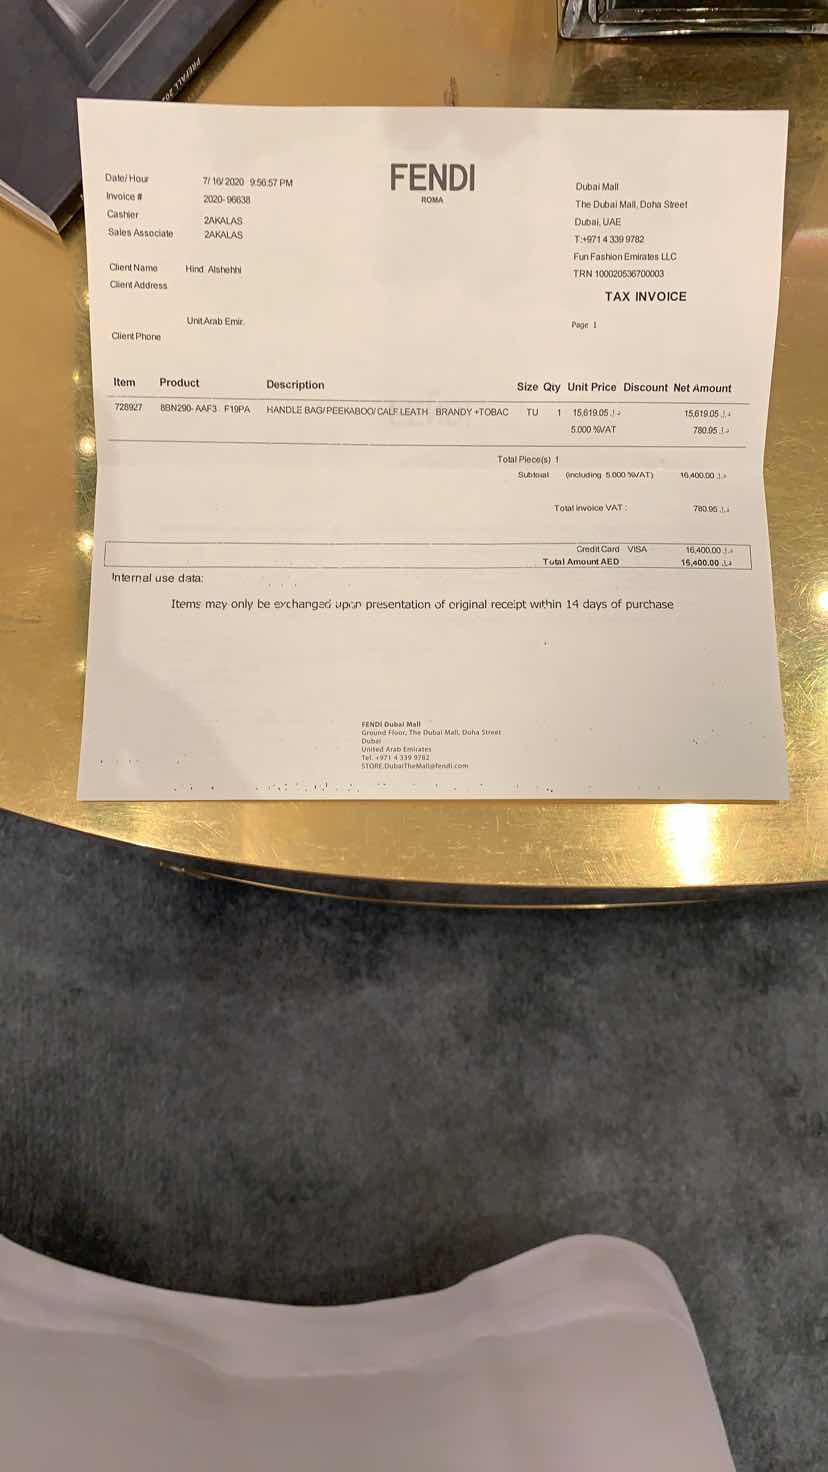 PREFALL 202
FENDI
ROMA
Date/Hour 7/16/2020 9:56:57 PM
Invoice # 2020-96638
Cashier 2AKALAS
Sales Associate 2AKALAS
Client Name Hind Alshehhi
Client Address
Unit.Arab Emir.
Client Phone
Dubai Mall
The Dubai Mall, Doha Street
Dubai, UAE
T:+971 4 339 9782
Fun Fashion Emirates LLC
TRN 100020536700003
TAX INVOICE
Page 1
Item Product Description Size Qty Unit Price Discount Net Amount
728927 8BN290-AAF3 F19PA HANDLE BAG/PEEKABOO/CALF LEATH BRANDY+TOBAC TU 1 15,619.05 د.إ. 15,619.05 د.إ.
5.000 %VAT 780.95 د.إ.
Total Piece(s) 1
Subtotal (including 5.000 %VAT) 16,400.00 د.إ.
Total invoice VAT : 780.95 د.إ.
Credit Card VISA 16,400.00 د.إ.
Total Amount AED 16,400.00 د.إ.
Internal use data:
Items may only be exchanged upon presentation of original receipt within 14 days of purchase
FENDI Dubai Mall
Ground Floor, The Dubai Mall, Doha Street
Dubai
United Arab Emirates
Tel. +971 4 339 9782
STORE.DubaiTheMall@fendi.com